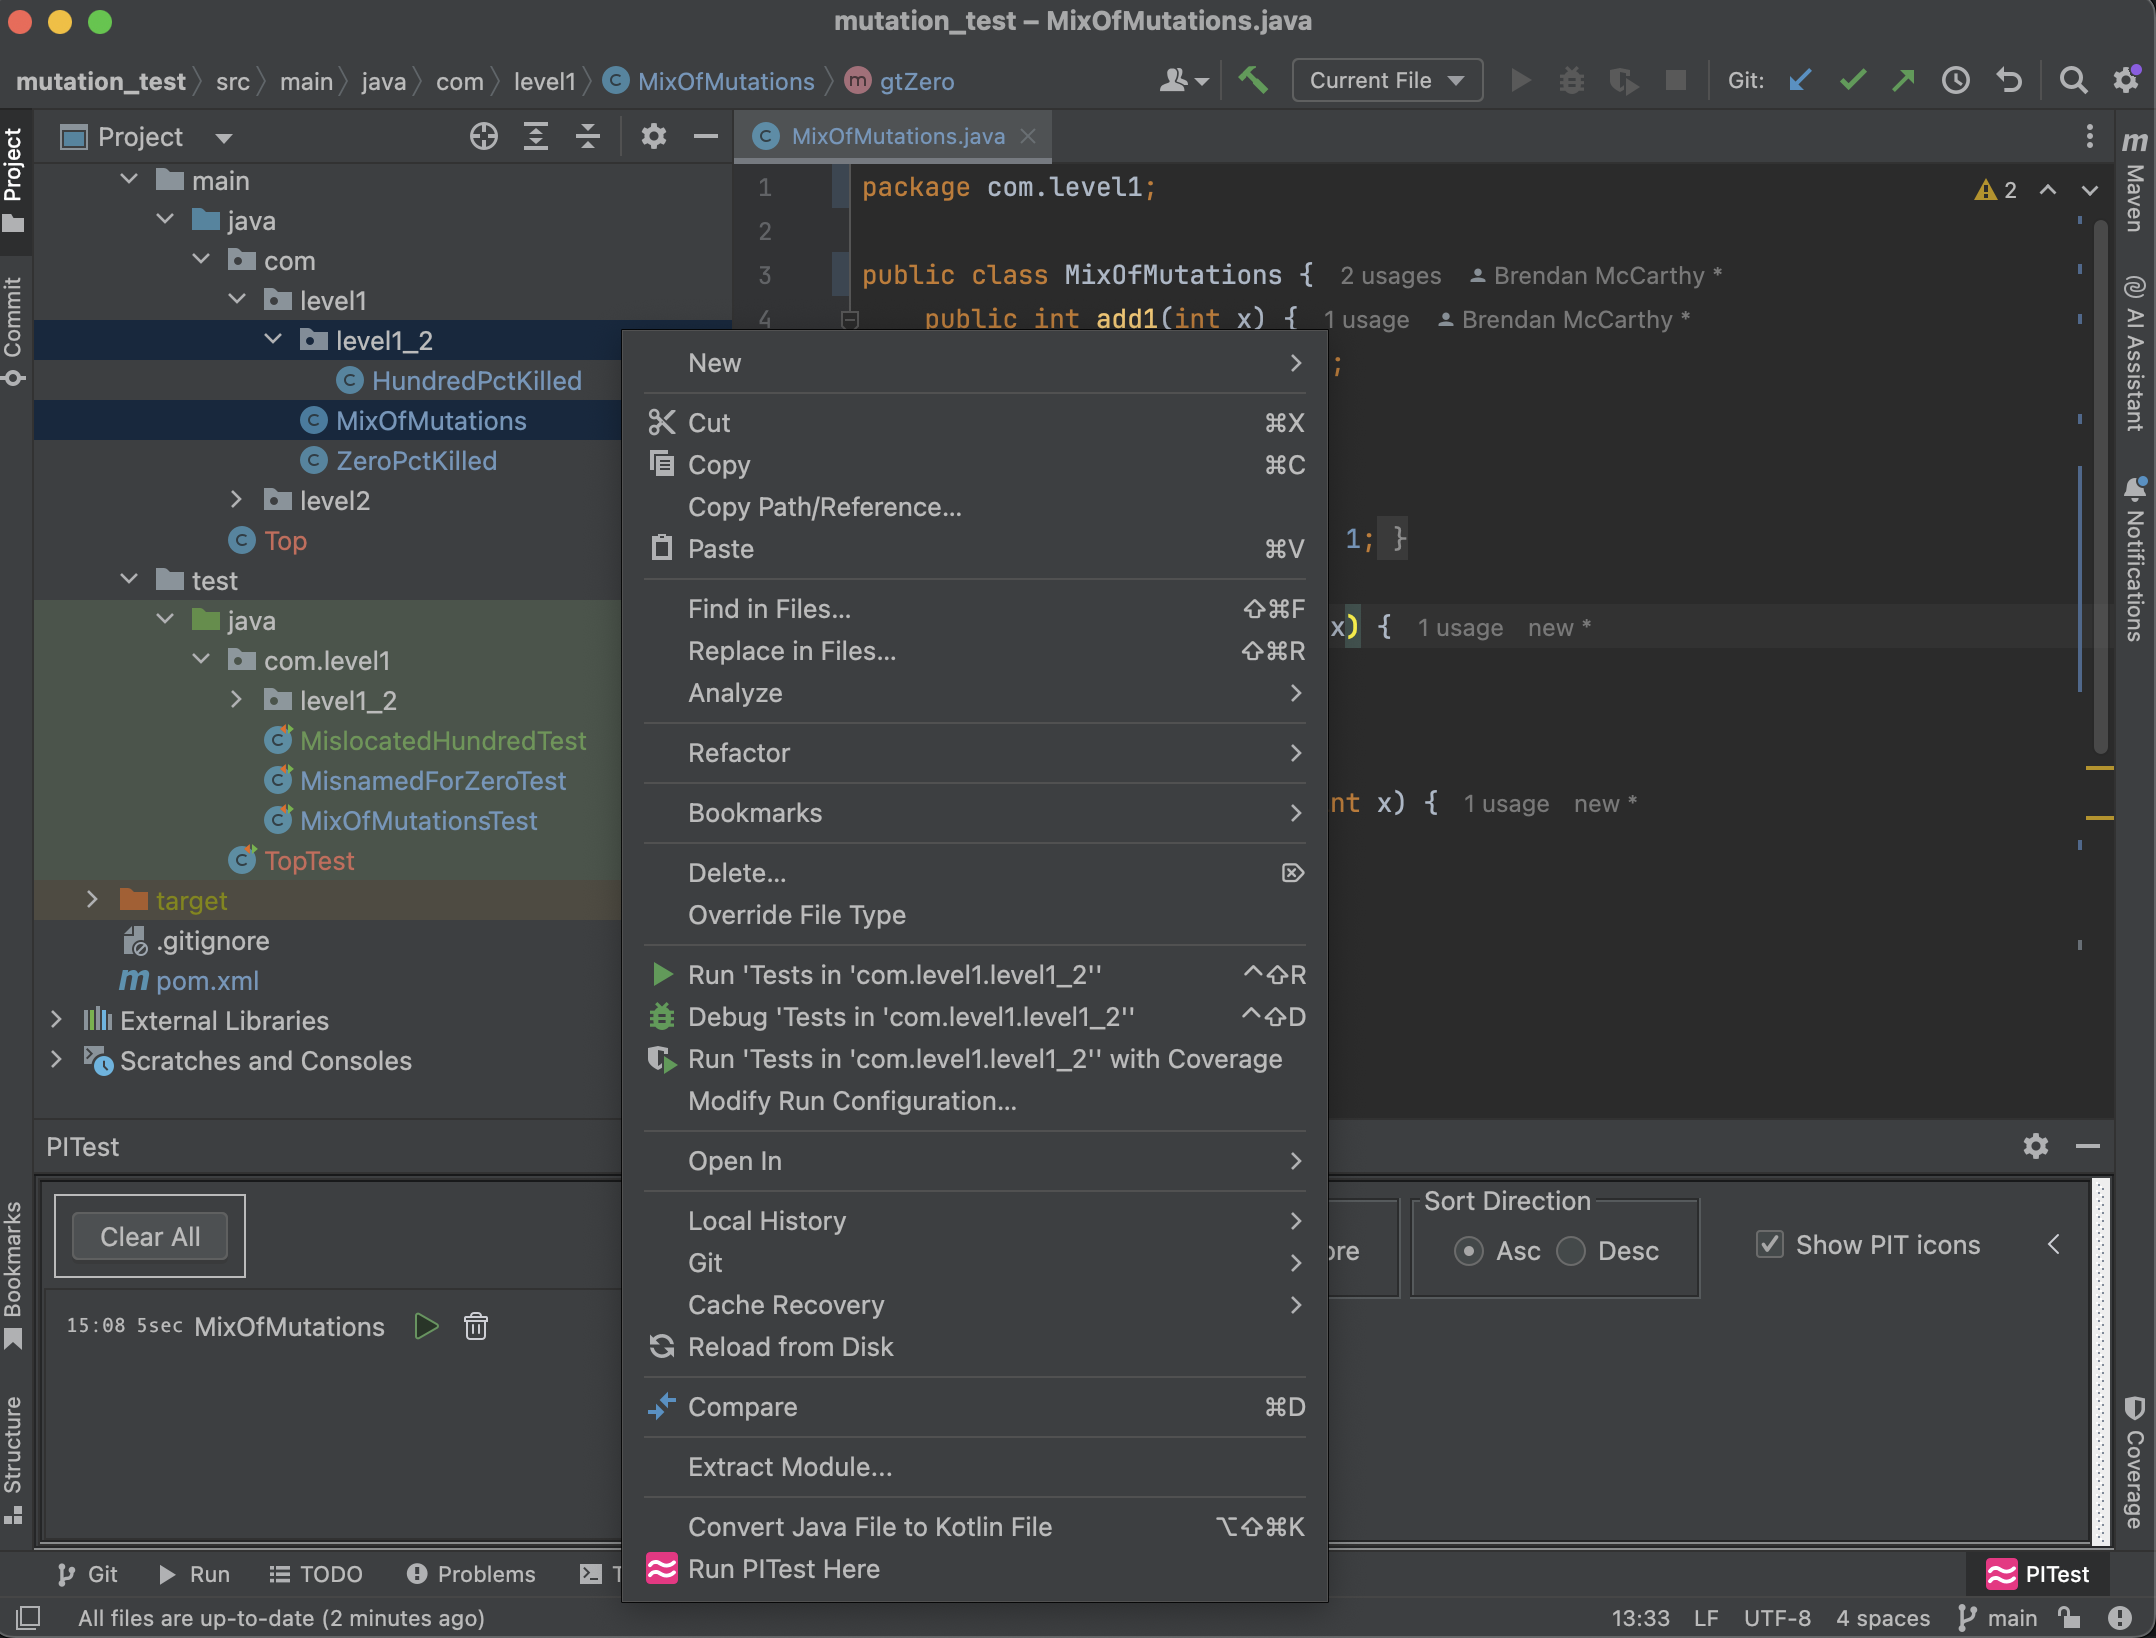 mutation_test – MixOfMutations.java
mutation_test src main java com level1 MixOfMutations gtZero
Current File
Git:
Project
MixOfMutations.java
Project
Commit
Bookmarks
Structure
main
java
com
level1
level1_2
HundredPctKilled
MixOfMutations
ZeroPctKilled
level2
Top
test
java
com.level1
level1_2
MislocatedHundredTest
MisnamedForZeroTest
MixOfMutationsTest
TopTest
target
.gitignore
pom.xml
External Libraries
Scratches and Consoles
1 package com.level1;
2
3 public class MixOfMutations { 2 usages Brendan McCarthy *
4 public int add1(int x) { 1 usage Brendan McCarthy *
;
1; }
x) { 1 usage new *
nt x) { 1 usage new *
2
New
Cut ⌘X
Copy ⌘C
Copy Path/Reference...
Paste ⌘V
Find in Files... ⇧⌘F
Replace in Files... ⇧⌘R
Analyze
Refactor
Bookmarks
Delete... ⌦
Override File Type
Run 'Tests in 'com.level1.level1_2'' ⌃⇧R
Debug 'Tests in 'com.level1.level1_2'' ⌃⇧D
Run 'Tests in 'com.level1.level1_2'' with Coverage
Modify Run Configuration...
Open In
Local History
Git
Cache Recovery
Reload from Disk
Compare ⌘D
Extract Module...
Convert Java File to Kotlin File ⌥⇧⌘K
Run PITest Here
Maven
AI Assistant
Notifications
Coverage
PITest
Clear All
ore
Sort Direction
Asc Desc
Show PIT icons
15:08 5sec MixOfMutations
Git Run TODO Problems T
PITest
All files are up-to-date (2 minutes ago)
13:33 LF UTF-8 4 spaces main